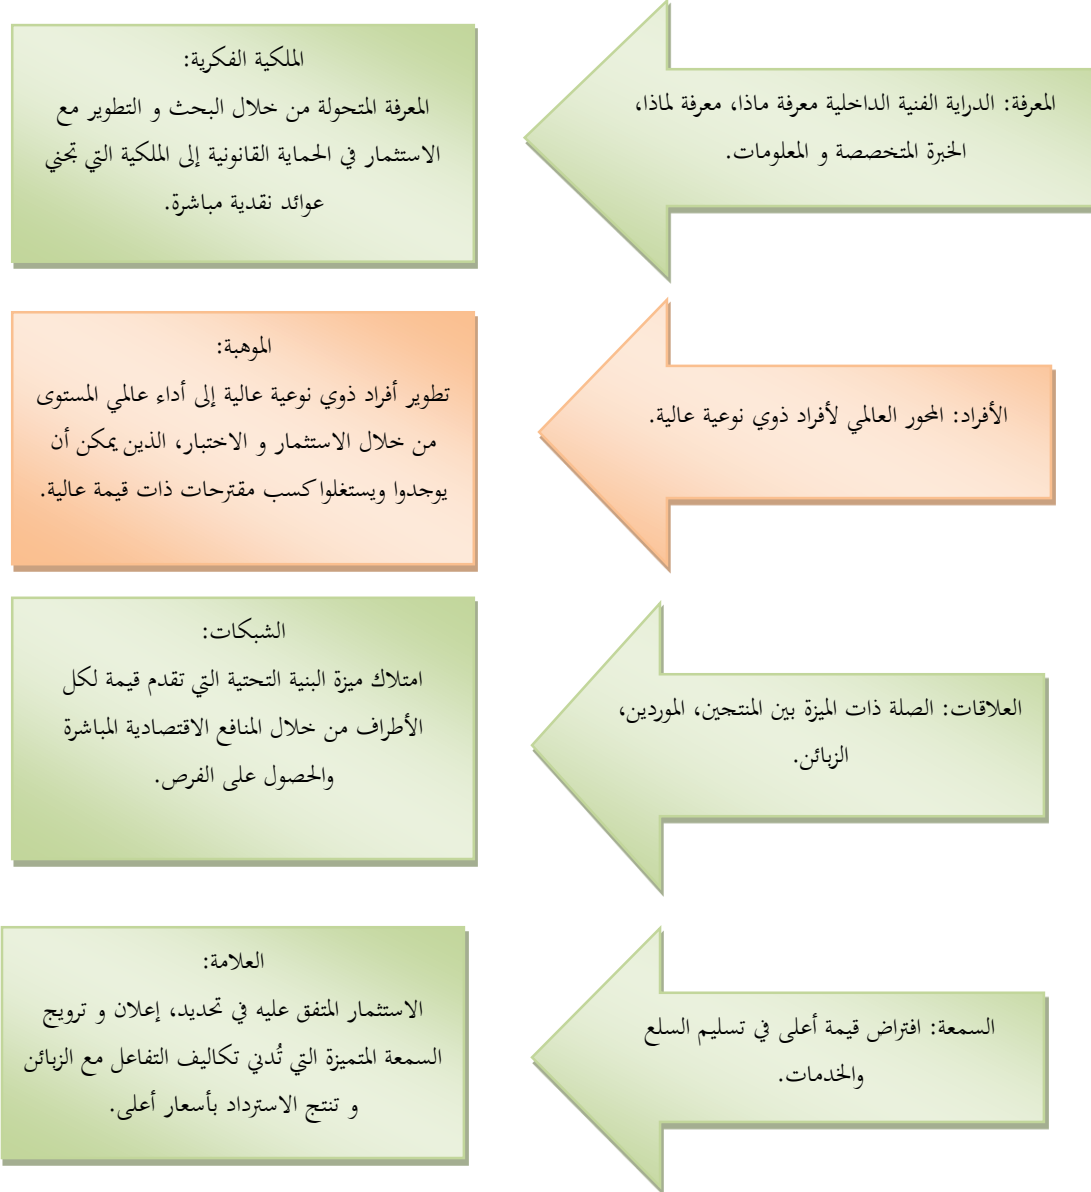 المعرفة: الدراية الفنية الداخلية معرفة ماذا، معرفة لماذا،
الخبرة المتخصصة و المعلومات.
الملكية الفكرية:
المعرفة المتحولة من خلال البحث و التطوير مع
الاستثمار في الحماية القانونية إلى الملكية التي تجني
عوائد نقدية مباشرة.
الأفراد: المحور العالمي لأفراد ذوي نوعية عالية.
الموهبة:
تطوير أفراد ذوي نوعية عالية إلى أداء عالمي المستوى
من خلال الاستثمار و الاختبار، الذين يمكن أن
يوجدوا ويستغلوا كسب مقترحات ذات قيمة عالية.
العلاقات: الصلة ذات الميزة بين المنتجين، الموردين،
الزبائن.
الشبكات:
امتلاك ميزة البنية التحتية التي تقدم قيمة لكل
الأطراف من خلال المنافع الاقتصادية المباشرة
والحصول على الفرص.
السمعة: افتراض قيمة أعلى في تسليم السلع
والخدمات.
العلامة:
الاستثمار المتفق عليه في تحديد، إعلان و ترويج
السمعة المتميزة التي تُدني تكاليف التفاعل مع الزبائن
و تنتج الاسترداد بأسعار أعلى.